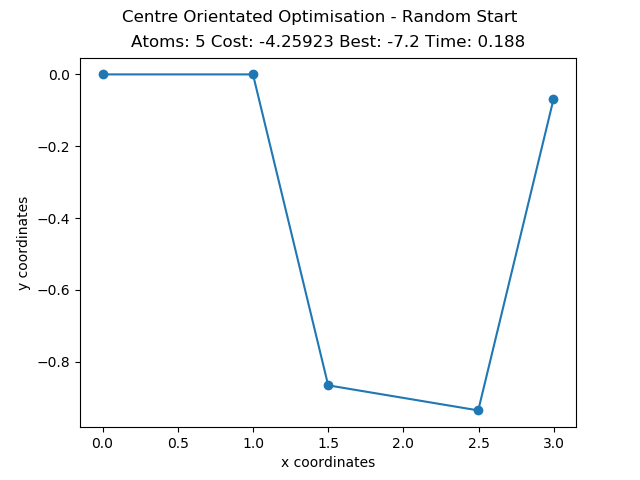 Centre Orientated Optimisation - Random Start
Atoms: 5 Cost: -4.25923 Best: -7.2 Time: 0.188
0.0
−0.2
−0.4
−0.6
−0.8
y coordinates
0.0 0.5 1.0 1.5 2.0 2.5 3.0
x coordinates